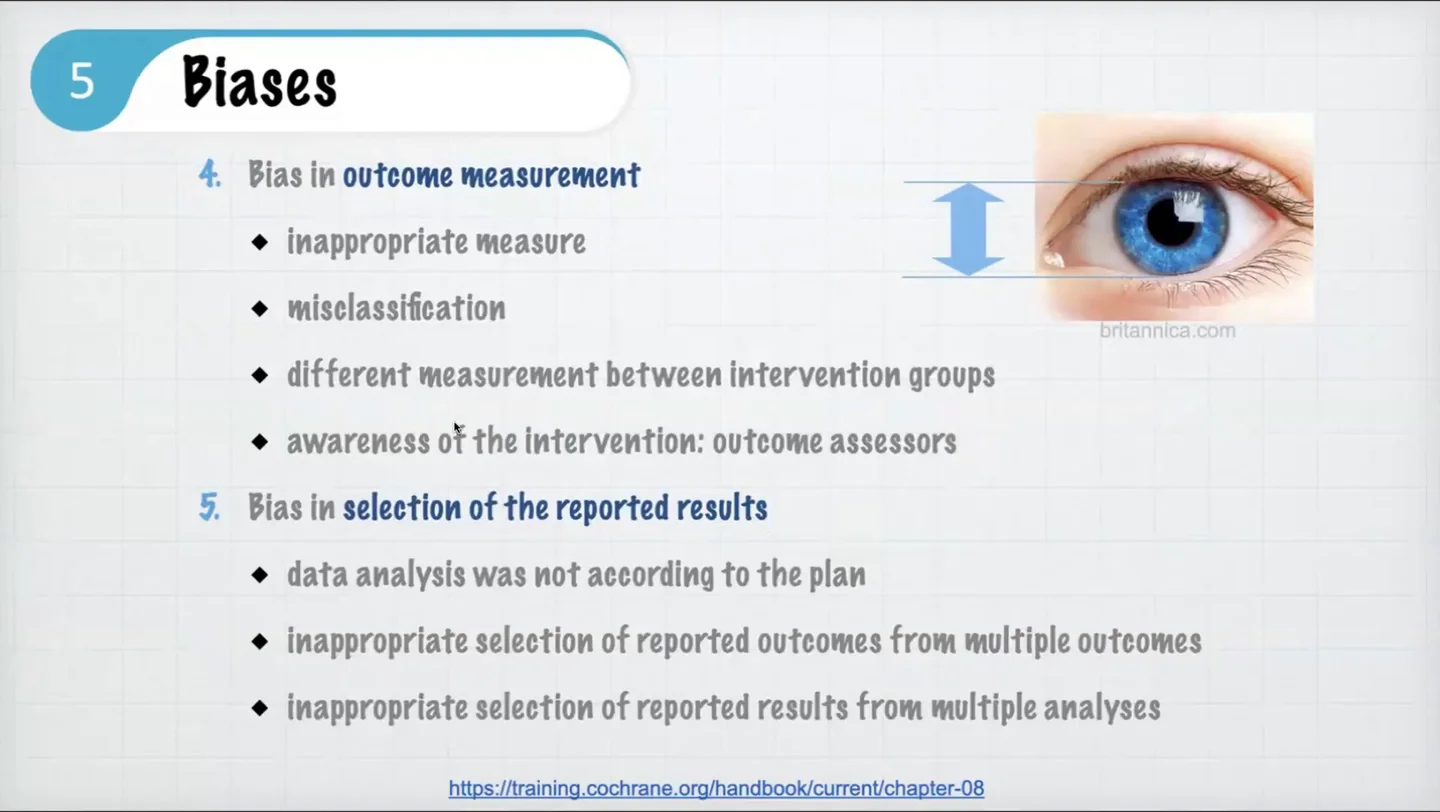 5
Biases
4. Bias in outcome measurement
◆ inappropriate measure
◆ misclassification
◆ different measurement between intervention groups
◆ awareness of the intervention: outcome assessors
5. Bias in selection of the reported results
◆ data analysis was not according to the plan
◆ inappropriate selection of reported outcomes from multiple outcomes
◆ inappropriate selection of reported results from multiple analyses
britannica.com
https://training.cochrane.org/handbook/current/chapter-08